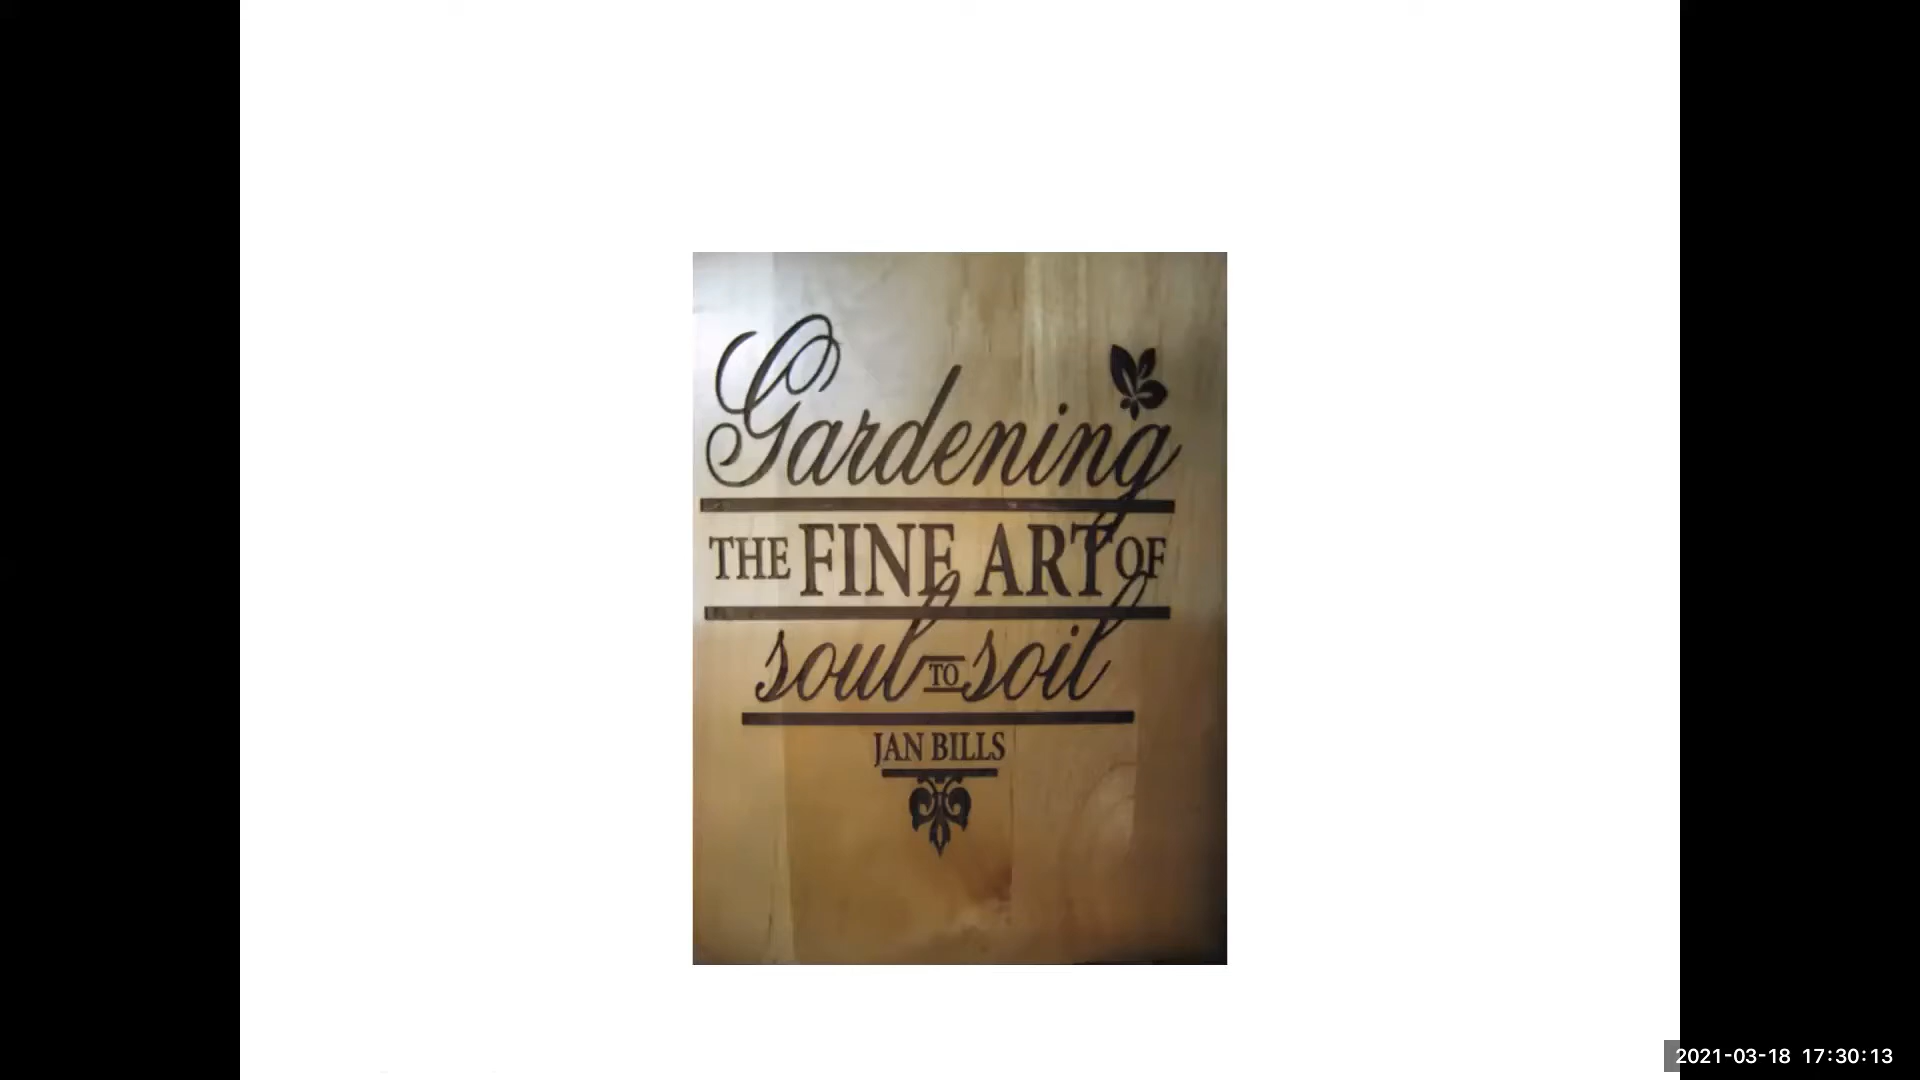 Gardening
THE FINE ART OF
soul TO soil
JAN BILLS
2021-03-18 17:30:13